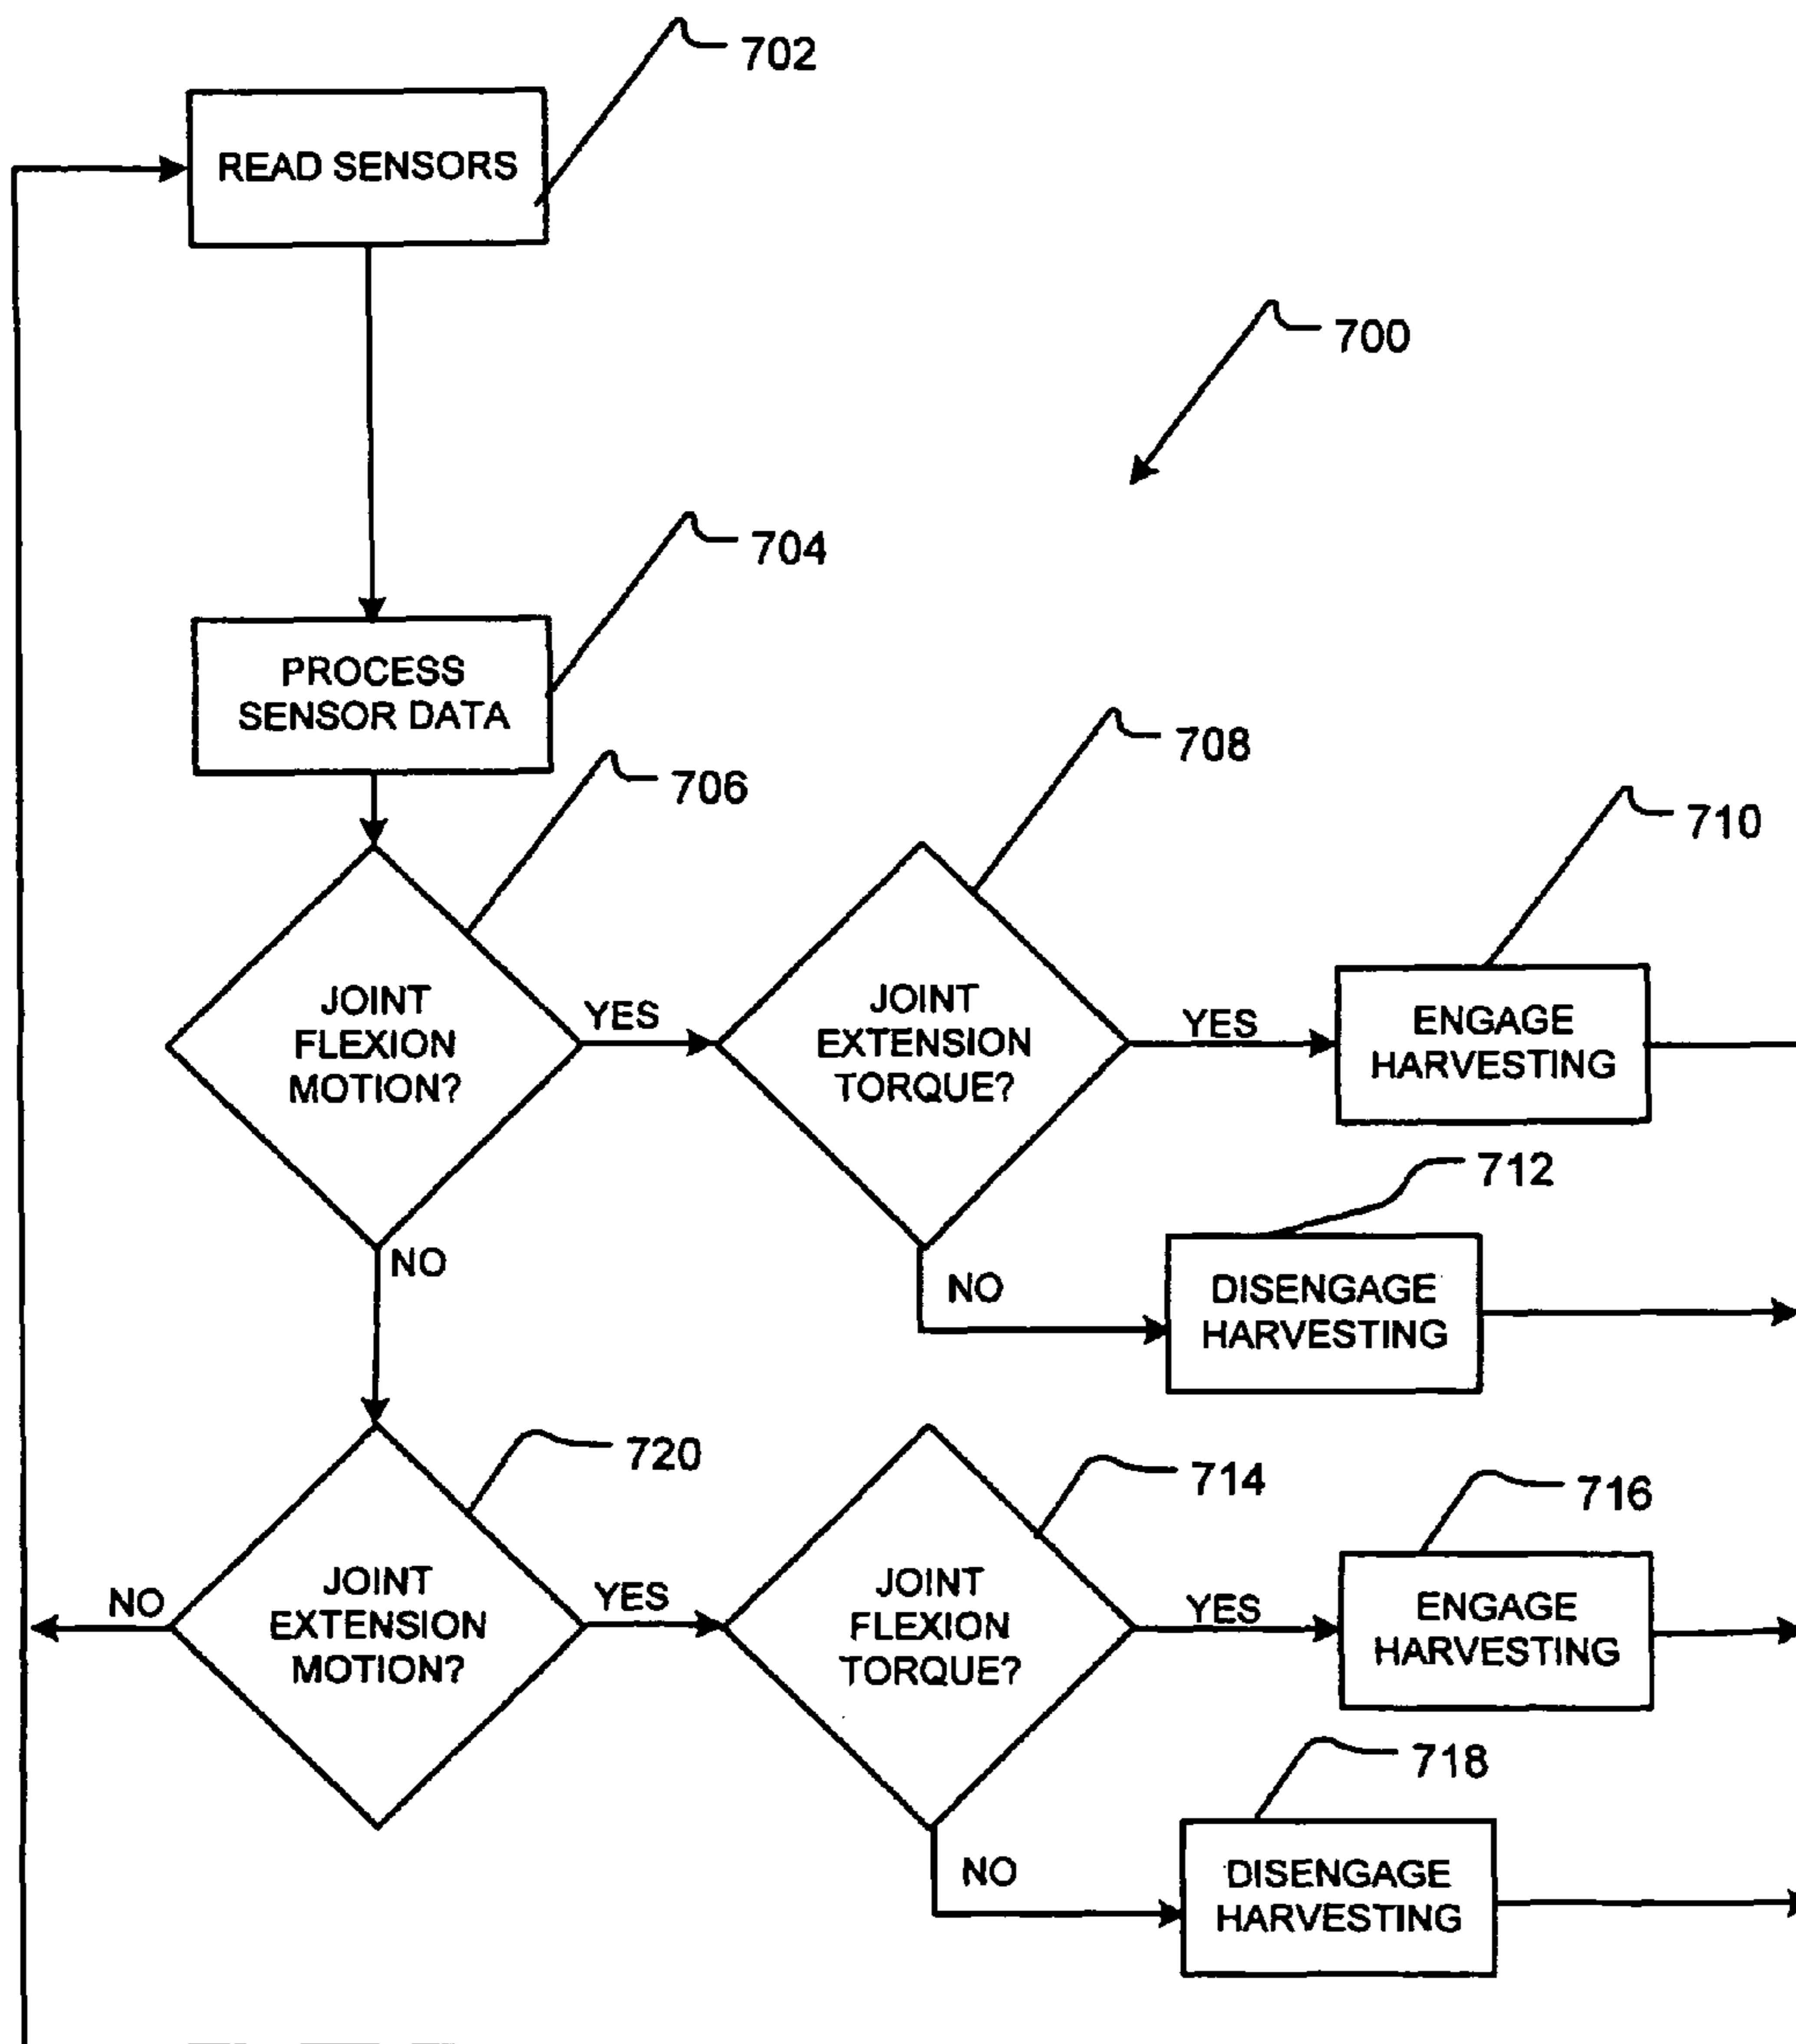 702
READ SENSORS
700
704
PROCESS
SENSOR DATA
706
708
710
JOINT
FLEXION
MOTION?
YES
JOINT
EXTENSION
TORQUE?
YES
ENGAGE
HARVESTING
712
NO
NO
DISENGAGE
HARVESTING
720
714
716
NO
JOINT
EXTENSION
MOTION?
YES
JOINT
FLEXION
TORQUE?
YES
ENGAGE
HARVESTING
718
NO
DISENGAGE
HARVESTING